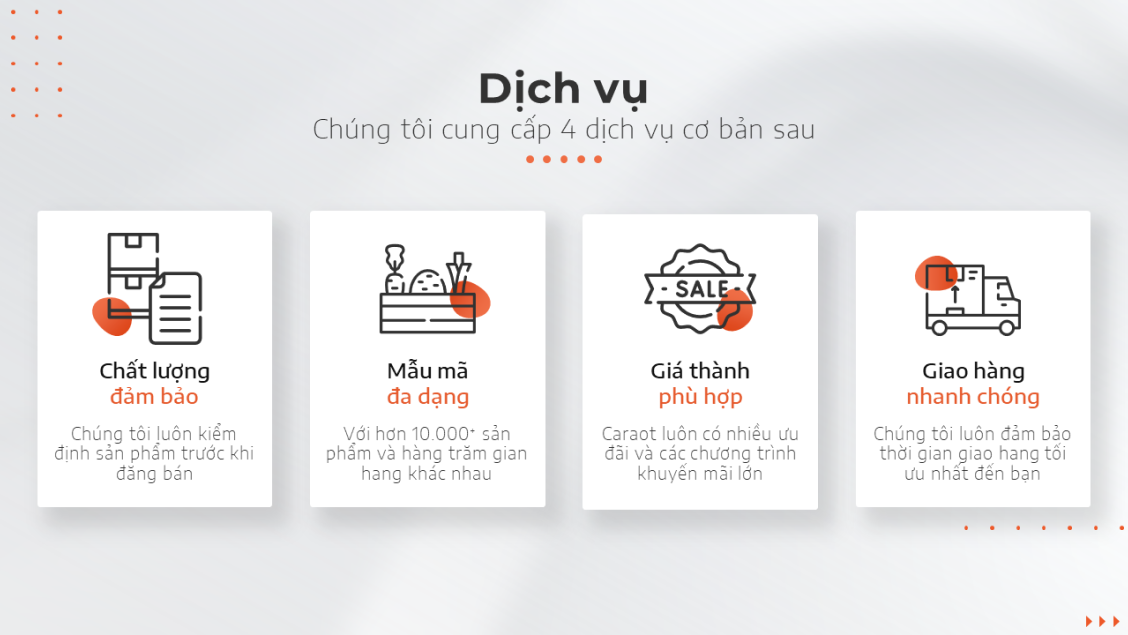 Dịch vụ
Chúng tôi cung cấp 4 dịch vụ cơ bản sau
Chất lượng
đảm bảo
Chúng tôi luôn kiểm
định sản phẩm trước khi
đăng bán
Mẫu mã
đa dạng
Với hơn 10.000⁺ sản
phẩm và hàng trăm gian
hang khác nhau
SALE
Giá thành
phù hợp
Caraot luôn có nhiều ưu
đãi và các chương trình
khuyến mãi lớn
Giao hàng
nhanh chóng
Chúng tôi luôn đảm bảo
thời gian giao hang tối
ưu nhất đến bạn